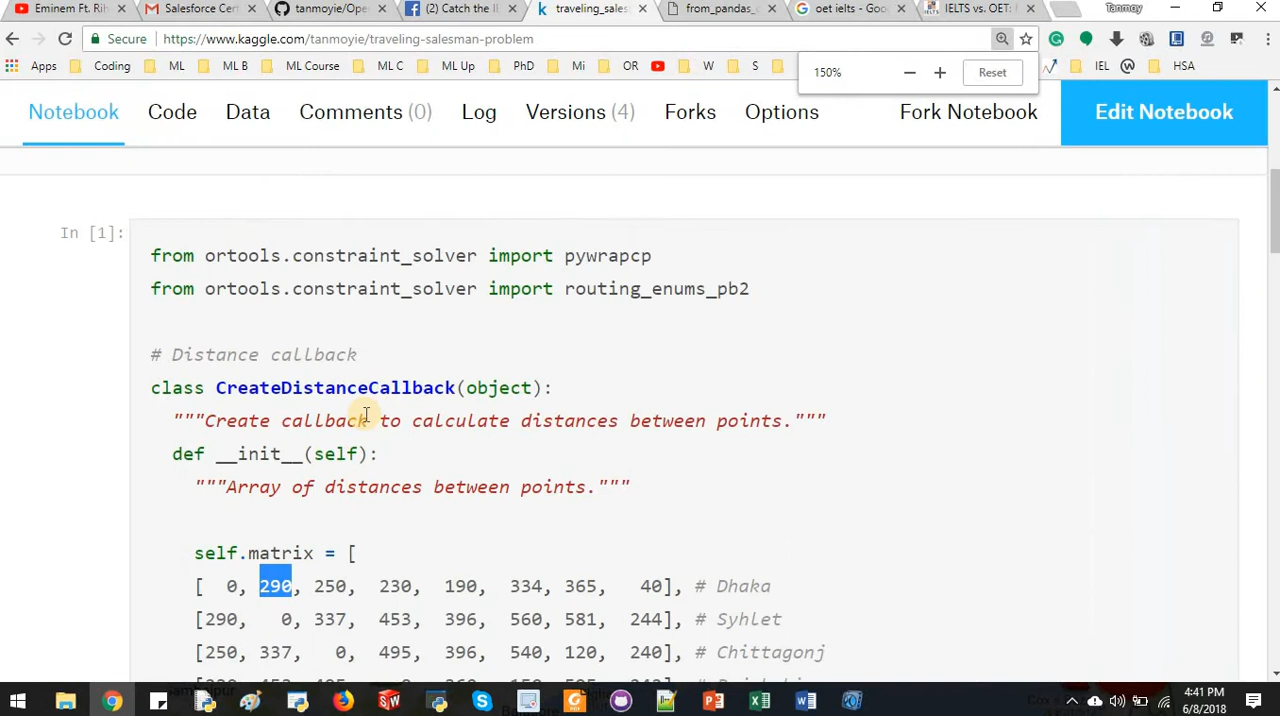 Eminem Ft. Rih
Salesforce Cert
tanmoyie/Ope
(2) Catch the
traveling_sales
from_pandas_
oet ielts - Goo
IELTS vs. OET:
Tanmoy
Secure
https://www.kaggle.com/tanmoyie/traveling-salesman-problem
Apps Coding ML ML B ML Course ML C ML Up PhD Mi OR W S IEL HSA
150% Reset
Notebook Code Data Comments (0) Log Versions (4) Forks Options Fork Notebook Edit Notebook
In [1]:
from ortools.constraint_solver import pywrapcp
from ortools.constraint_solver import routing_enums_pb2
# Distance callback
class CreateDistanceCallback(object):
"""Create callback to calculate distances between points."""
def __init__(self):
"""Array of distances between points."""
self.matrix = [
[ 0, 290, 250, 230, 190, 334, 365, 40], # Dhaka
[290, 0, 337, 453, 396, 560, 581, 244], # Syhlet
[250, 337, 0, 495, 396, 540, 120, 240], # Chittagonj
4:41 PM
6/8/2018